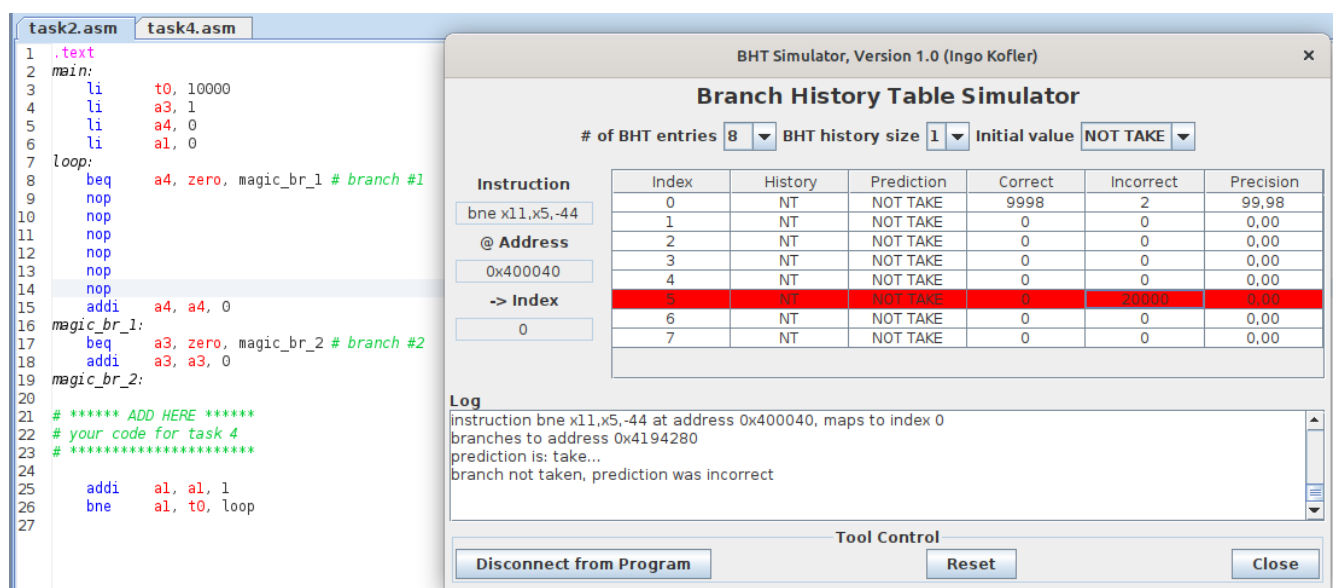 task2.asm task4.asm
1 .text
2 main:
3 li t0, 10000
4 li a3, 1
5 li a4, 0
6 li a1, 0
7 loop:
8 beq a4, zero, magic_br_1 # branch #1
9 nop
10 nop
11 nop
12 nop
13 nop
14 nop
15 addi a4, a4, 0
16 magic_br_1:
17 beq a3, zero, magic_br_2 # branch #2
18 addi a3, a3, 0
19 magic_br_2:
20
21 # ****** ADD HERE ******
22 # your code for task 4
23 # **********************
24
25 addi a1, a1, 1
26 bne a1, t0, loop
27
BHT Simulator, Version 1.0 (Ingo Kofler) ×
Branch History Table Simulator
# of BHT entries 8 BHT history size 1 Initial value NOT TAKE
Instruction
bne x11,x5,-44
@ Address
0x400040
-> Index
0
Index History Prediction Correct Incorrect Precision
0 NT NOT TAKE 9998 2 99,98
1 NT NOT TAKE 0 0 0,00
2 NT NOT TAKE 0 0 0,00
3 NT NOT TAKE 0 0 0,00
4 NT NOT TAKE 0 0 0,00
5 NT NOT TAKE 0 20000 0,00
6 NT NOT TAKE 0 0 0,00
7 NT NOT TAKE 0 0 0,00
Log
instruction bne x11,x5,-44 at address 0x400040, maps to index 0
branches to address 0x4194280
prediction is: take...
branch not taken, prediction was incorrect
Tool Control
Disconnect from Program Reset Close